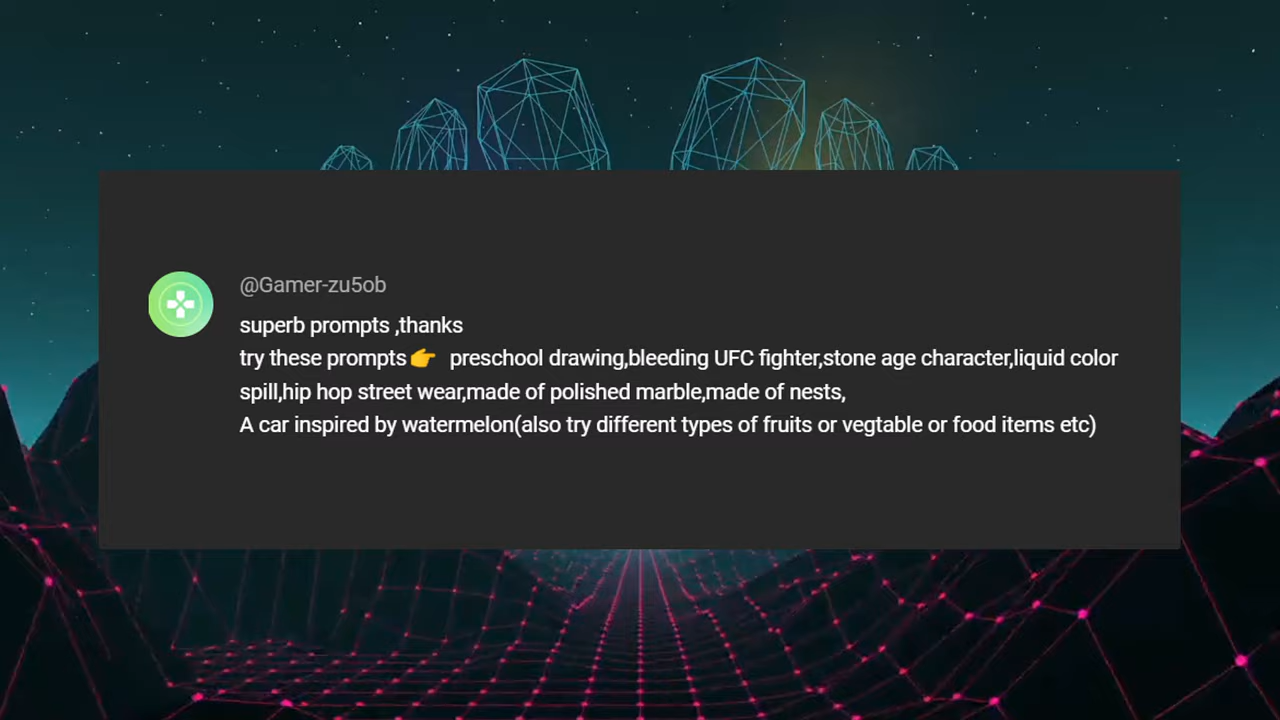 @Gamer-zu5ob
superb prompts ,thanks
try these prompts👉 preschool drawing,bleeding UFC fighter,stone age character,liquid color
spill,hip hop street wear,made of polished marble,made of nests,
A car inspired by watermelon(also try different types of fruits or vegtable or food items etc)